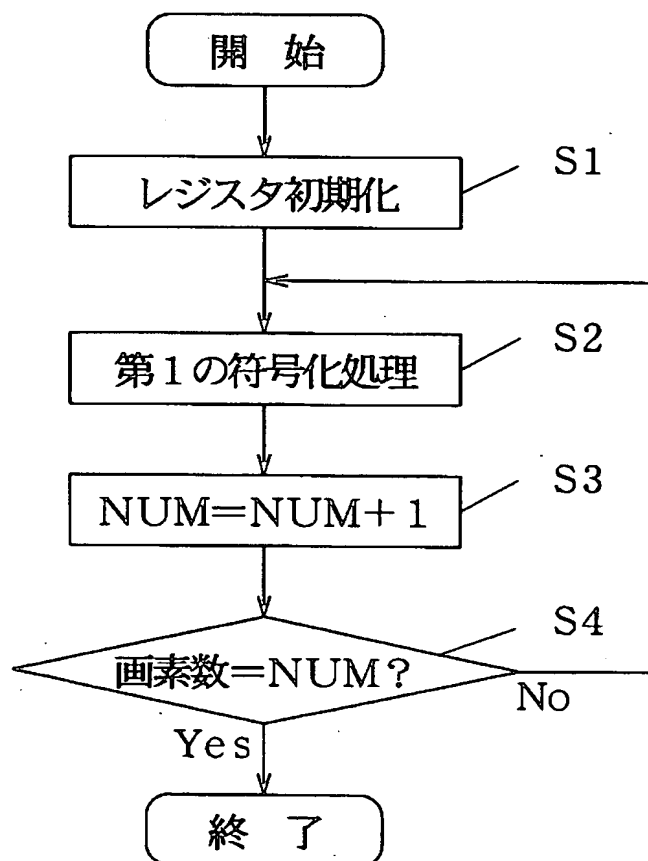 開 始
S1
レジスタ初期化
S2
第1の符号化処理
S3
NUM=NUM+1
S4
画素数=NUM?
No
Yes
終 了